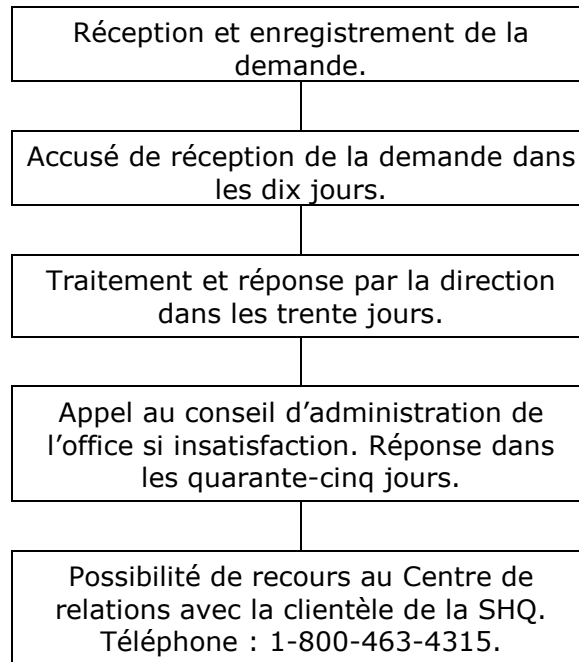 Réception et enregistrement de la
demande.
Accusé de réception de la demande dans
les dix jours.
Traitement et réponse par la direction
dans les trente jours.
Appel au conseil d’administration de
l’office si insatisfaction. Réponse dans
les quarante-cinq jours.
Possibilité de recours au Centre de
relations avec la clientèle de la SHQ.
Téléphone : 1-800-463-4315.